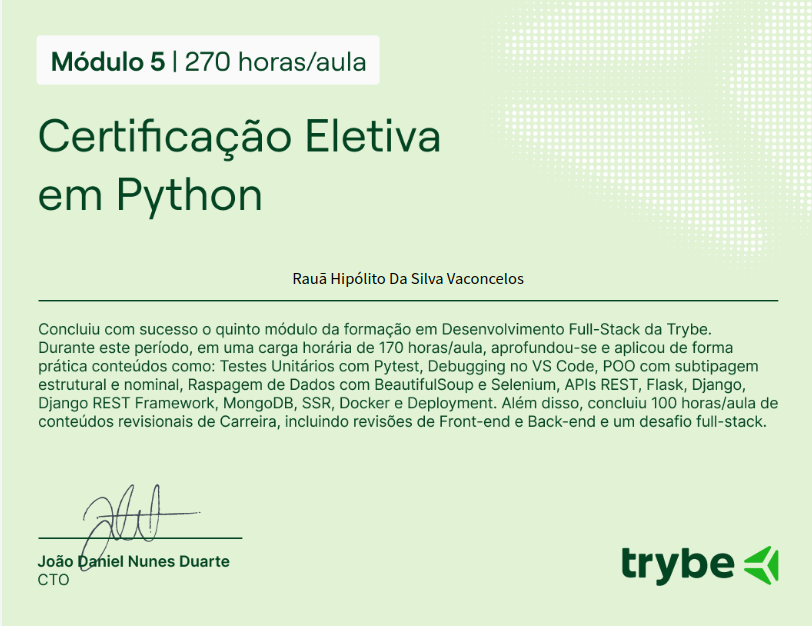 Módulo 5 | 270 horas/aula
Certificação Eletiva
em Python
Rauã Hipólito Da Silva Vaconcelos
Concluiu com sucesso o quinto módulo da formação em Desenvolvimento Full-Stack da Trybe.
Durante este período, em uma carga horária de 170 horas/aula, aprofundou-se e aplicou de forma
prática conteúdos como: Testes Unitários com Pytest, Debugging no VS Code, POO com subtipagem
estrutural e nominal, Raspagem de Dados com BeautifulSoup e Selenium, APIs REST, Flask, Django,
Django REST Framework, MongoDB, SSR, Docker e Deployment. Além disso, concluiu 100 horas/aula de
conteúdos revisionais de Carreira, incluindo revisões de Front-end e Back-end e um desafio full-stack.
João Daniel Nunes Duarte
CTO
trybe